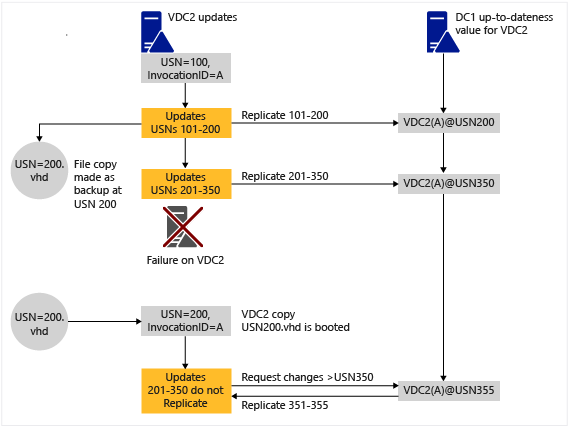 VDC2 updates
DC1 up-to-dateness
value for VDC2
USN=100,
InvocationID=A
Updates
USNs 101-200
Replicate 101-200
VDC2(A)@USN200
USN=200.
vhd
File copy
made as
backup at
USN 200
Updates
USNs 201-350
Replicate 201-350
VDC2(A)@USN350
Failure on VDC2
USN=200.
vhd
USN=200,
InvocationID=A
VDC2 copy
USN200.vhd is booted
Updates
201-350 do not
Replicate
Request changes >USN350
Replicate 351-355
VDC2(A)@USN355